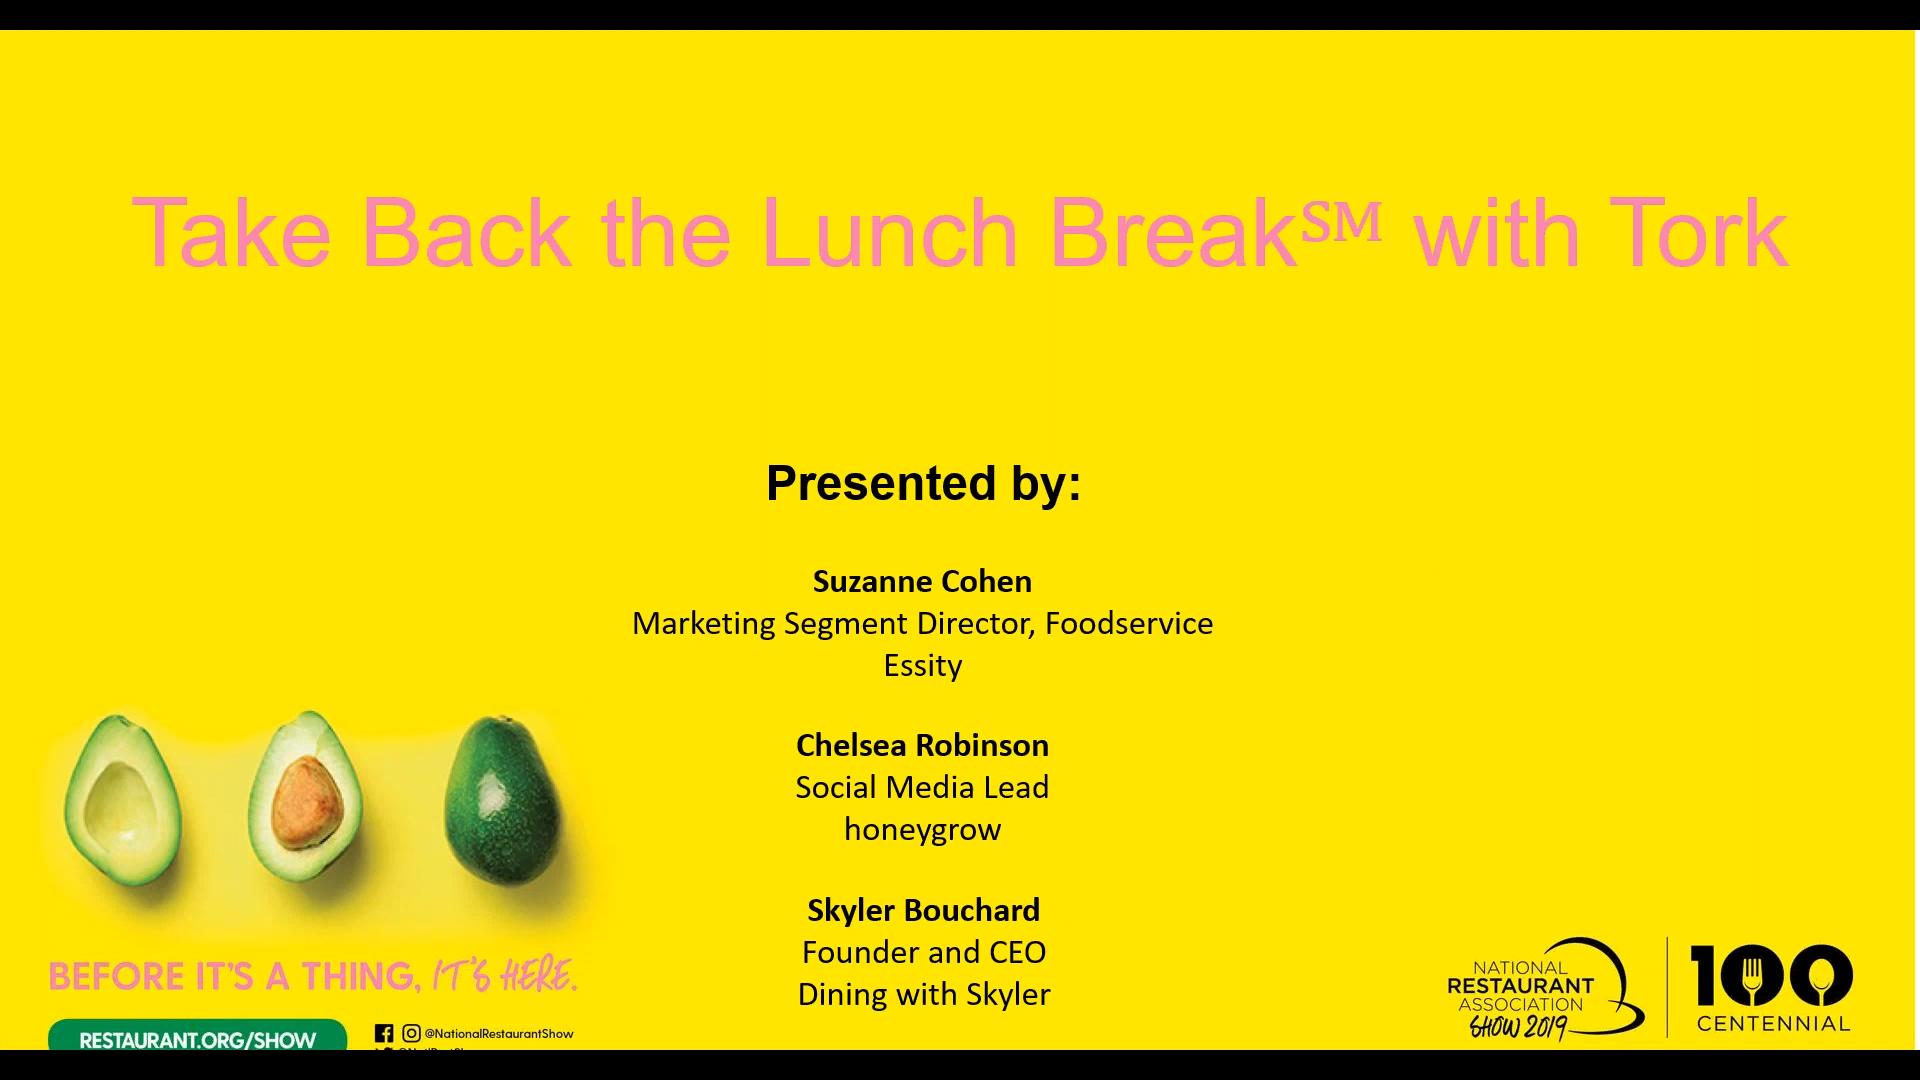 Take Back the Lunch Break℠ with Tork
Presented by:
Suzanne Cohen
Marketing Segment Director, Foodservice
Essity
Chelsea Robinson
Social Media Lead
honeygrow
Skyler Bouchard
Founder and CEO
Dining with Skyler
BEFORE IT'S A THING, IT'S HERE.
RESTAURANT.ORG/SHOW
@NationalRestaurantShow
NATIONAL
RESTAURANT
ASSOCIATION
SHOW 2019
100
CENTENNIAL